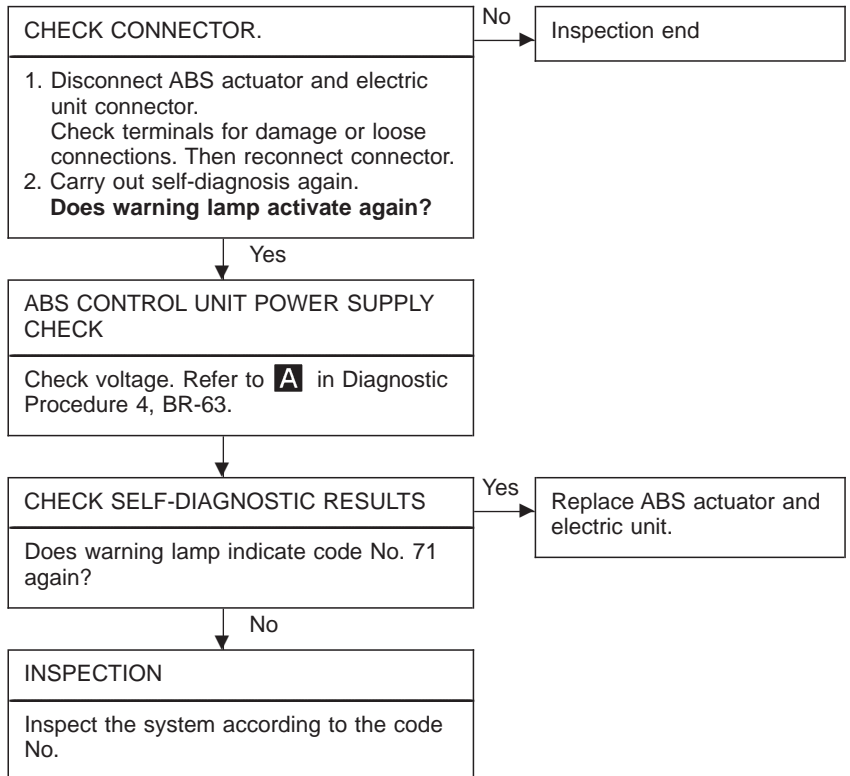 CHECK CONNECTOR.
No
Inspection end
1. Disconnect ABS actuator and electric
unit connector.
Check terminals for damage or loose
connections. Then reconnect connector.
2. Carry out self-diagnosis again.
Does warning lamp activate again?
Yes
ABS CONTROL UNIT POWER SUPPLY
CHECK
Check voltage. Refer to A in Diagnostic
Procedure 4, BR-63.
CHECK SELF-DIAGNOSTIC RESULTS
Yes
Replace ABS actuator and
electric unit.
Does warning lamp indicate code No. 71
again?
No
INSPECTION
Inspect the system according to the code
No.